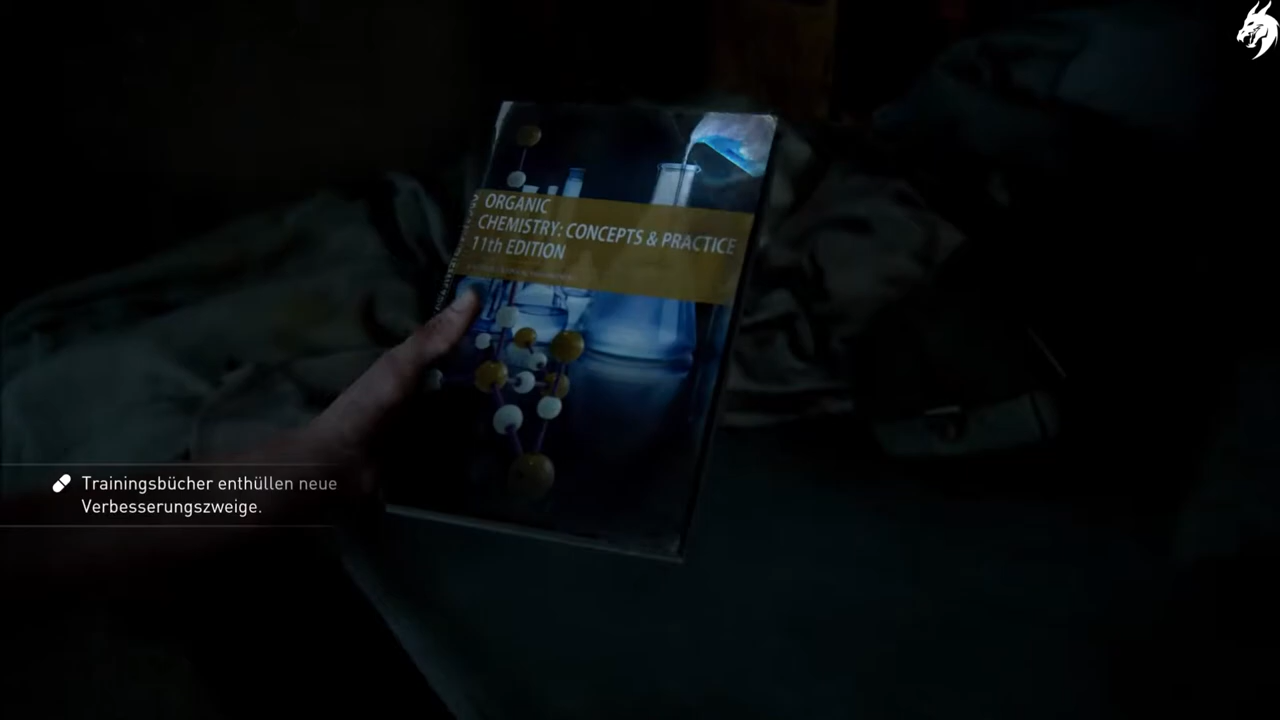 ORGANIC
CHEMISTRY: CONCEPTS & PRACTICE
11th EDITION
Trainingsbücher enthüllen neue
Verbesserungszweige.